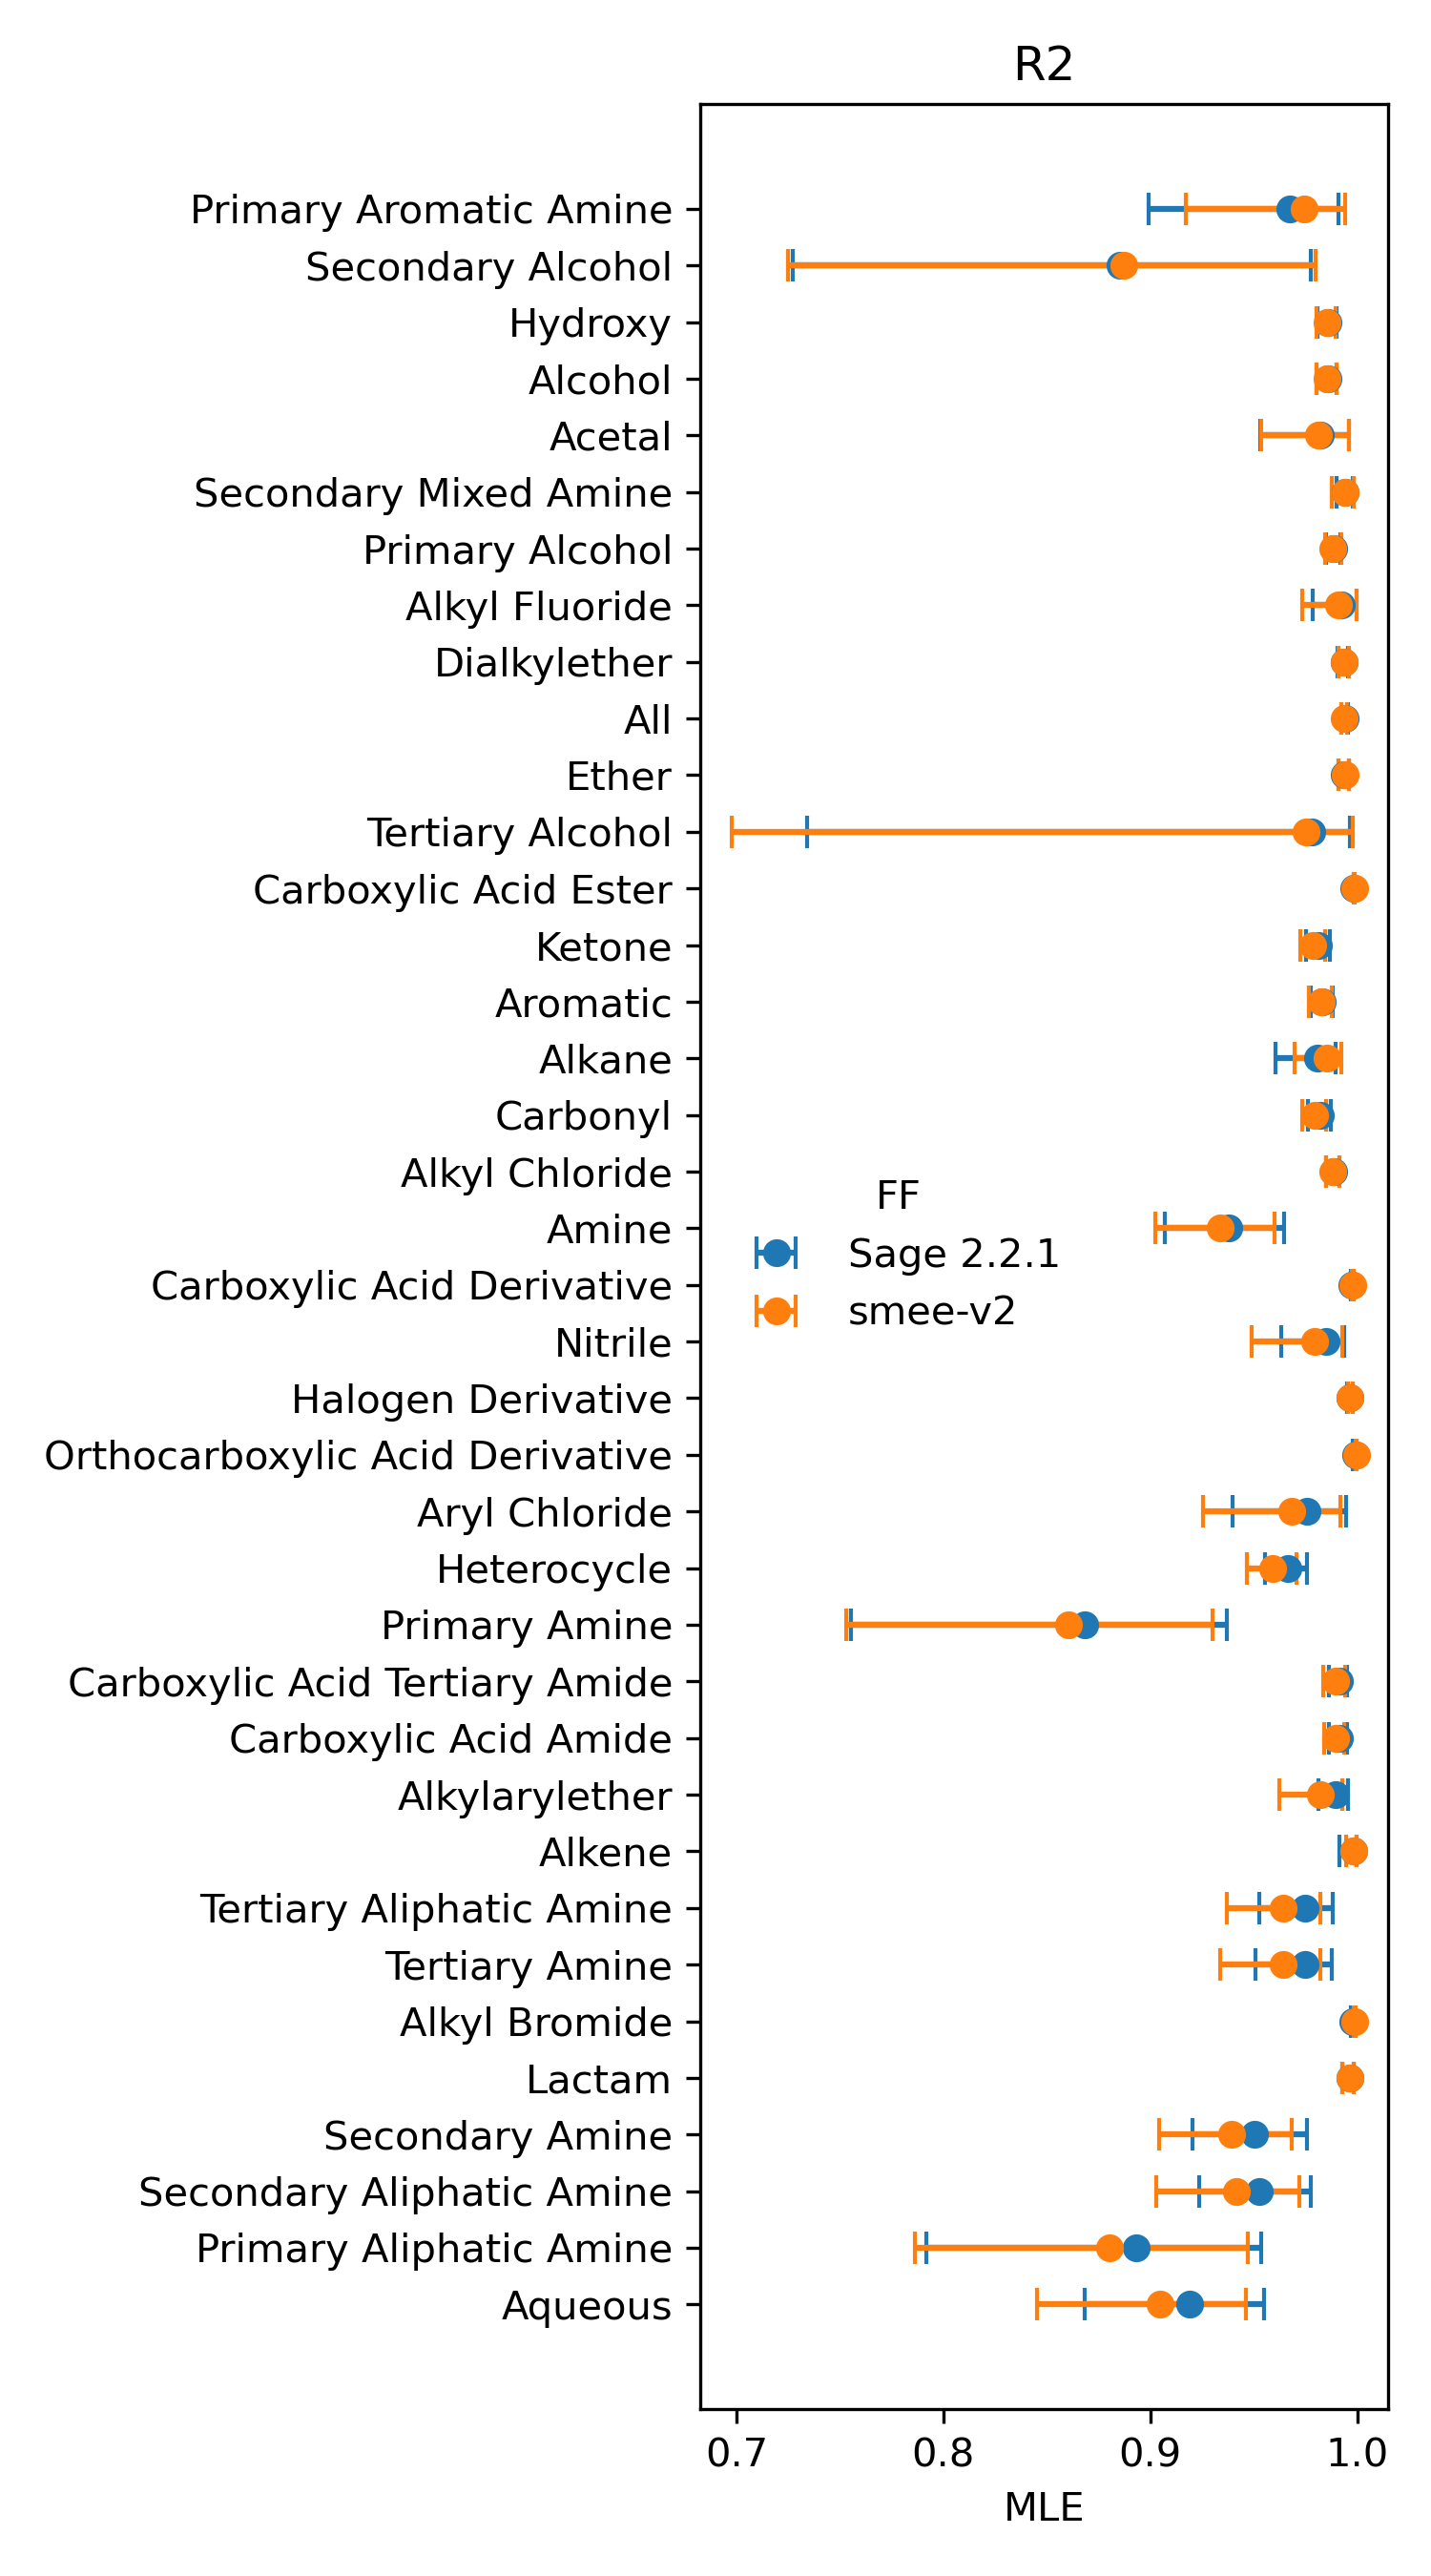 R2
Primary Aromatic Amine
Secondary Alcohol
Hydroxy
Alcohol
Acetal
Secondary Mixed Amine
Primary Alcohol
Alkyl Fluoride
Dialkylether
All
Ether
Tertiary Alcohol
Carboxylic Acid Ester
Ketone
Aromatic
Alkane
Carbonyl
Alkyl Chloride
Amine
Carboxylic Acid Derivative
Nitrile
Halogen Derivative
Orthocarboxylic Acid Derivative
Aryl Chloride
Heterocycle
Primary Amine
Carboxylic Acid Tertiary Amide
Carboxylic Acid Amide
Alkylarylether
Alkene
Tertiary Aliphatic Amine
Tertiary Amine
Alkyl Bromide
Lactam
Secondary Amine
Secondary Aliphatic Amine
Primary Aliphatic Amine
Aqueous
FF
Sage 2.2.1
smee-v2
0.7 0.8 0.9 1.0
MLE